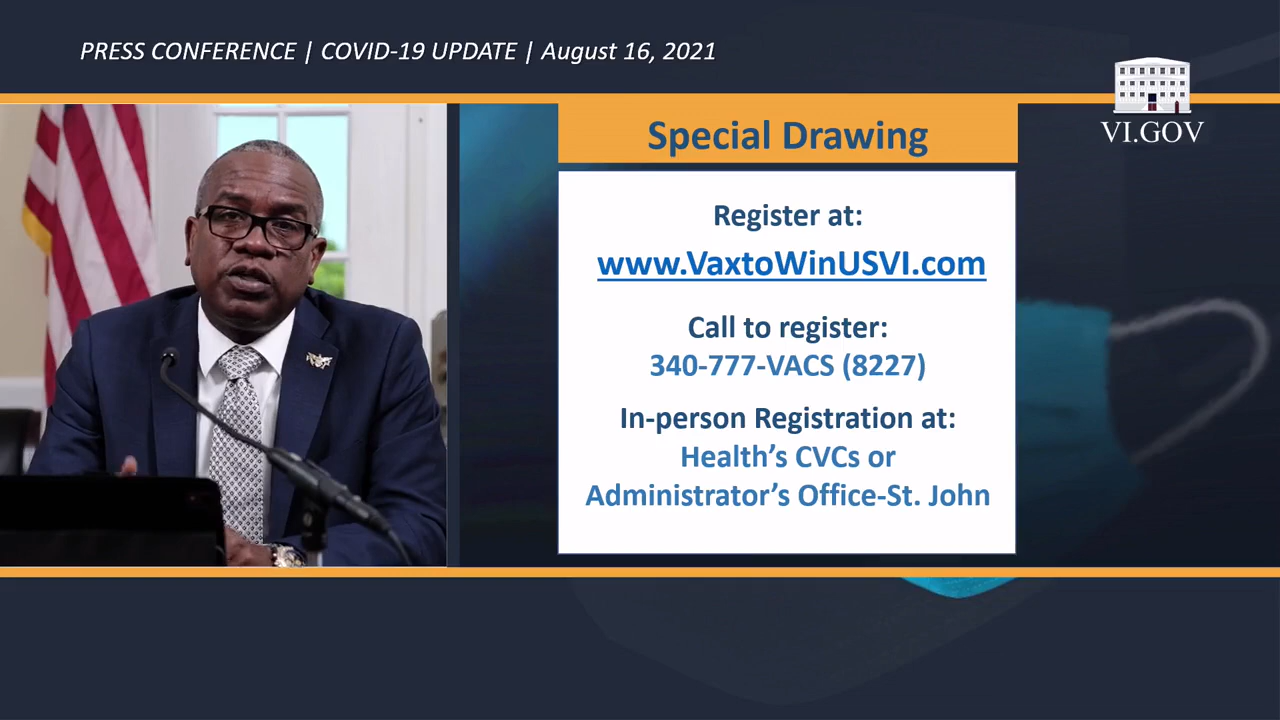 PRESS CONFERENCE | COVID-19 UPDATE | August 16, 2021
VI.GOV
Special Drawing
Register at:
www.VaxtoWinUSVI.com
Call to register:
340-777-VACS (8227)
In-person Registration at:
Health’s CVCs or
Administrator’s Office-St. John